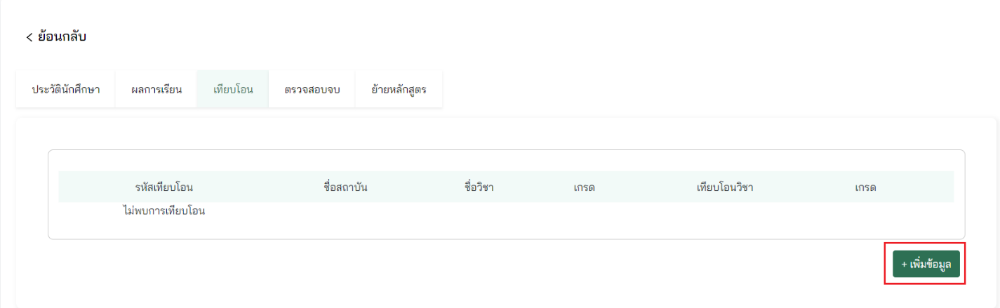 < ย้อนกลับ
ประวัตินักศึกษา ผลการเรียน เทียบโอน ตรวจสอบจบ ย้ายหลักสูตร
รหัสเทียบโอน ชื่อสถาบัน ชื่อวิชา เกรด เทียบโอนวิชา เกรด
ไม่พบการเทียบโอน
+ เพิ่มข้อมูล